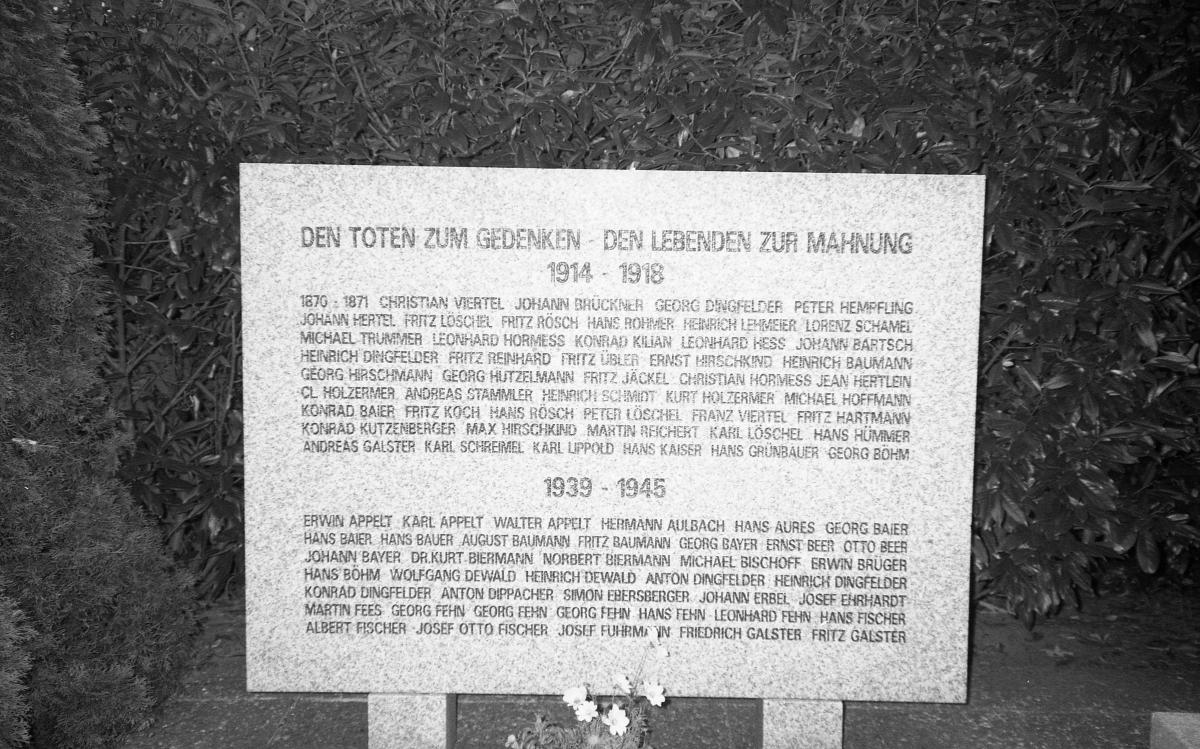 DEN TOTEN ZUM GEDENKEN - DEN LEBENDEN ZUR MAHNUNG
1914 - 1918
1870 - 1871 CHRISTIAN VIERTEL JOHANN BRÜCKNER GEORG DINGFELDER PETER HEMPFLING
JOHANN HERTEL FRITZ LÖSCHEL FRITZ RÖSCH HANS ROHMER HEINRICH LEHMEIER LORENZ SCHAMEL
MICHAEL TRUMMER LEONHARD HORMESS KONRAD KILIAN LEONHARD HESS JOHANN BARTSCH
HEINRICH DINGFELDER FRITZ REINHARD FRITZ ÜBLER ERNST HIRSCHKIND HEINRICH BAUMANN
GEORG HIRSCHMANN GEORG HUTZELMANN FRITZ JÄCKEL CHRISTIAN HORMESS JEAN HERTLEIN
CL HOLZERMER ANDREAS STAMMLER HEINRICH SCHMIDT KURT HOLZERMER MICHAEL HOFFMANN
KONRAD BAIER FRITZ KOCH HANS RÖSCH PETER LÖSCHEL FRANZ VIERTEL FRITZ HARTMANN
KONRAD KUTZENBERGER MAX HIRSCHKIND MARTIN REICHERT KARL LÖSCHEL HANS HÜMMER
ANDREAS GALSTER KARL SCHREIMEL KARL LIPPOLD HANS KAISER HANS GRÜNBAUER GEORG BÖHM
1939 - 1945
ERWIN APPELT KARL APPELT WALTER APPELT HERMANN AULBACH HANS AURES GEORG BAIER
HANS BAIER HANS BAUER AUGUST BAUMANN FRITZ BAUMANN GEORG BAYER ERNST BEER OTTO BEER
JOHANN BAYER DR.KURT BIERMANN NORBERT BIERMANN MICHAEL BISCHOFF ERWIN BRÜGER
HANS BÖHM WOLFGANG DEWALD HEINRICH DEWALD ANTON DINGFELDER HEINRICH DINGFELDER
KONRAD DINGFELDER ANTON DIPPACHER SIMON EBERSBERGER JOHANN ERBEL JOSEF EHRHARDT
MARTIN FEES GEORG FEHN GEORG FEHN GEORG FEHN HANS FEHN LEONHARD FEHN HANS FISCHER
ALBERT FISCHER JOSEF OTTO FISCHER JOSEF FUHRMANN FRIEDRICH GALSTER FRITZ GALSTER